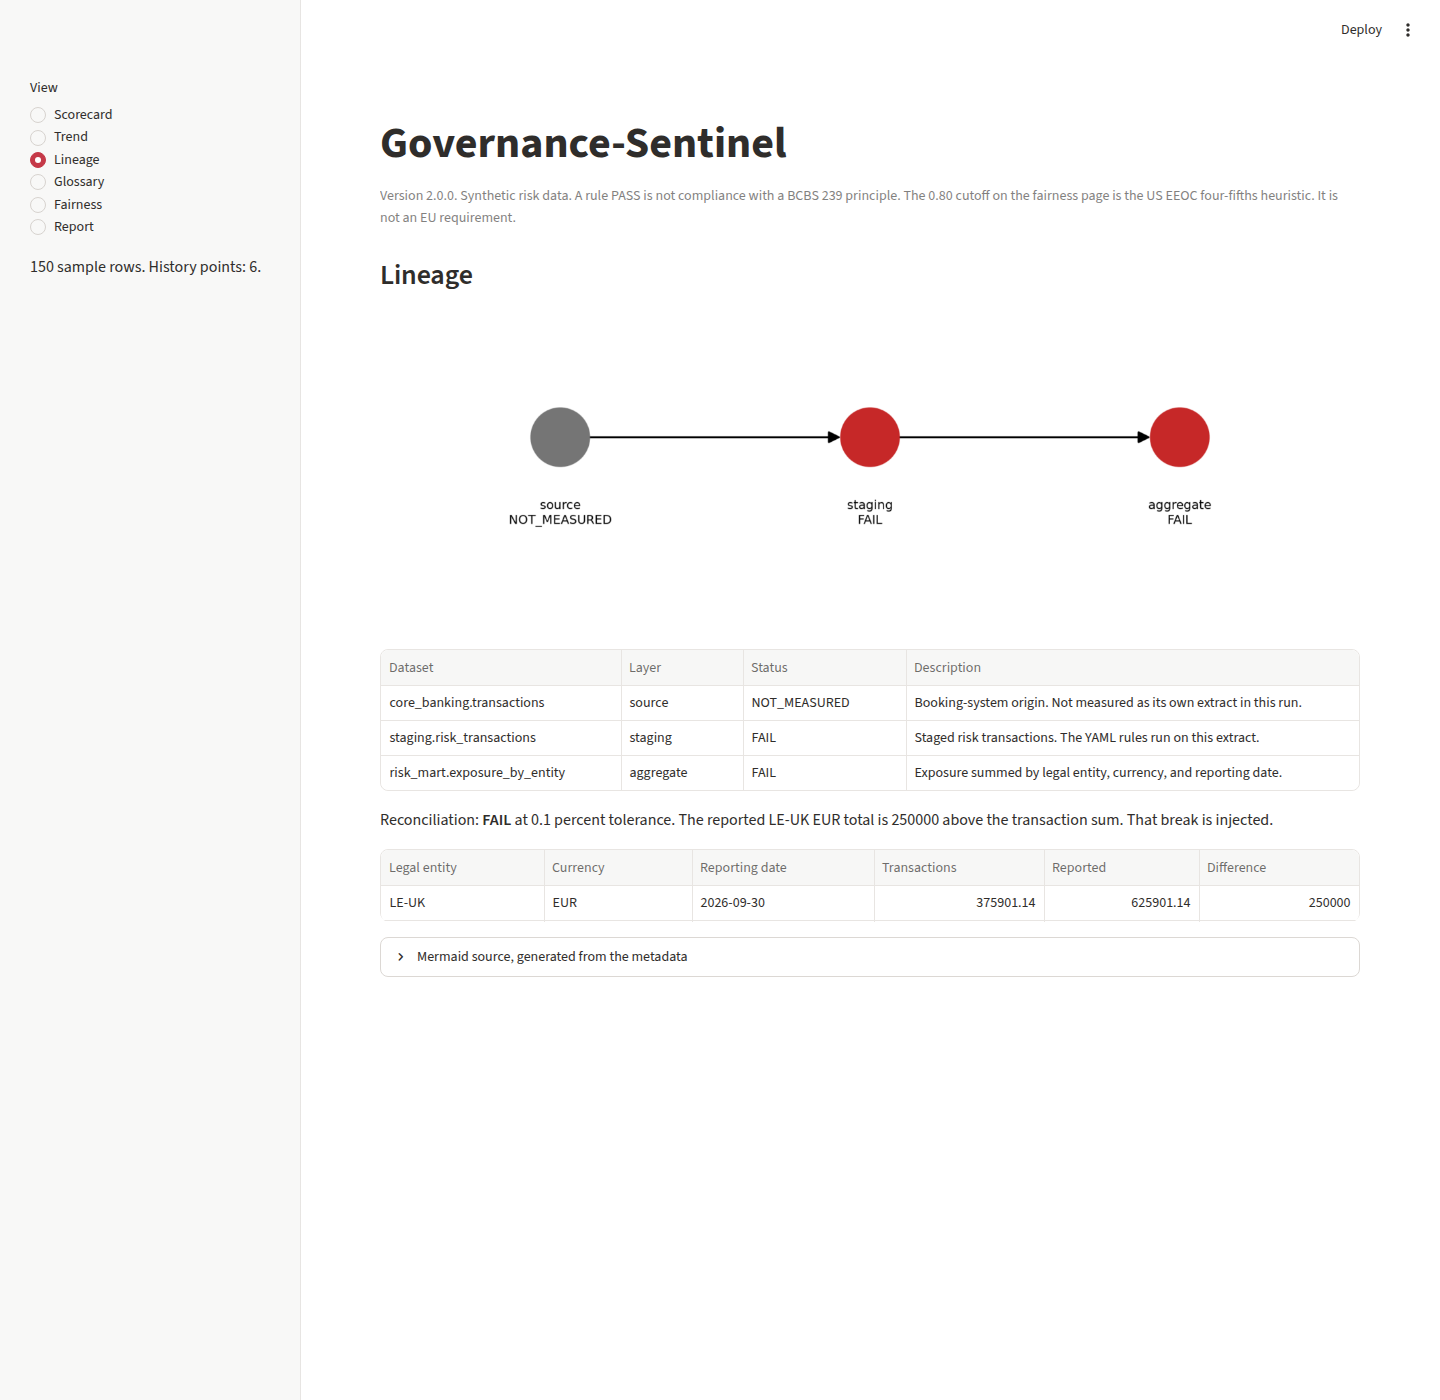 Deploy
View
Scorecard
Trend
Lineage
Glossary
Fairness
Report
150 sample rows. History points: 6.
Governance-Sentinel
Version 2.0.0. Synthetic risk data. A rule PASS is not compliance with a BCBS 239 principle. The 0.80 cutoff on the fairness page is the US EEOC four-fifths heuristic. It is
not an EU requirement.
Lineage
source
NOT_MEASURED
staging
FAIL
aggregate
FAIL
Dataset Layer Status Description
core_banking.transactions source NOT_MEASURED Booking-system origin. Not measured as its own extract in this run.
staging.risk_transactions staging FAIL Staged risk transactions. The YAML rules run on this extract.
risk_mart.exposure_by_entity aggregate FAIL Exposure summed by legal entity, currency, and reporting date.
Reconciliation: FAIL at 0.1 percent tolerance. The reported LE-UK EUR total is 250000 above the transaction sum. That break is injected.
Legal entity Currency Reporting date Transactions Reported Difference
LE-UK EUR 2026-09-30 375901.14 625901.14 250000
Mermaid source, generated from the metadata